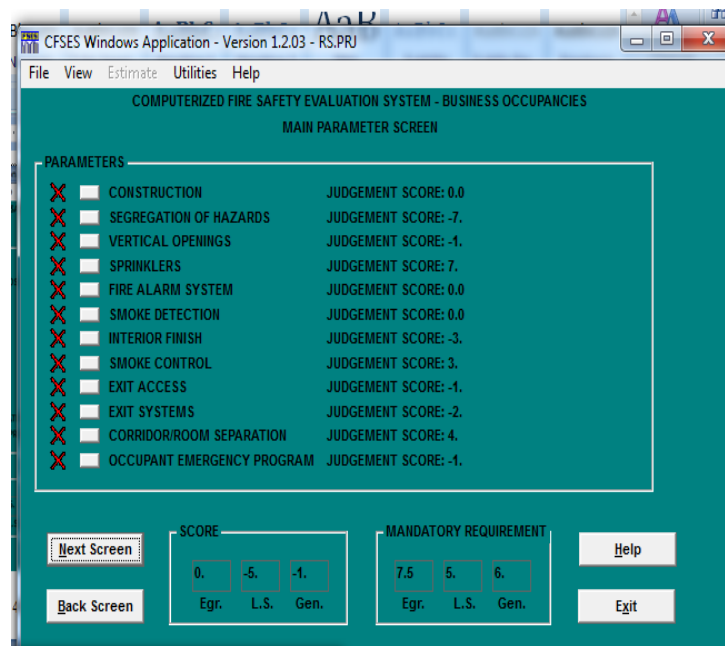 CFSES Windows Application - Version 1.2.03 - RS.PRJ
File View Estimate Utilities Help
COMPUTERIZED FIRE SAFETY EVALUATION SYSTEM - BUSINESS OCCUPANCIES
MAIN PARAMETER SCREEN
PARAMETERS
CONSTRUCTION JUDGEMENT SCORE: 0.0
SEGREGATION OF HAZARDS JUDGEMENT SCORE: -7.
VERTICAL OPENINGS JUDGEMENT SCORE: -1.
SPRINKLERS JUDGEMENT SCORE: 7.
FIRE ALARM SYSTEM JUDGEMENT SCORE: 0.0
SMOKE DETECTION JUDGEMENT SCORE: 0.0
INTERIOR FINISH JUDGEMENT SCORE: -3.
SMOKE CONTROL JUDGEMENT SCORE: 3.
EXIT ACCESS JUDGEMENT SCORE: -1.
EXIT SYSTEMS JUDGEMENT SCORE: -2.
CORRIDOR/ROOM SEPARATION JUDGEMENT SCORE: 4.
OCCUPANT EMERGENCY PROGRAM JUDGEMENT SCORE: -1.
SCORE MANDATORY REQUIREMENT
Next Screen Help
0. -5. -1. 7.5 5. 6.
Back Screen Egr. L.S. Gen. Egr. L.S. Gen. Exit